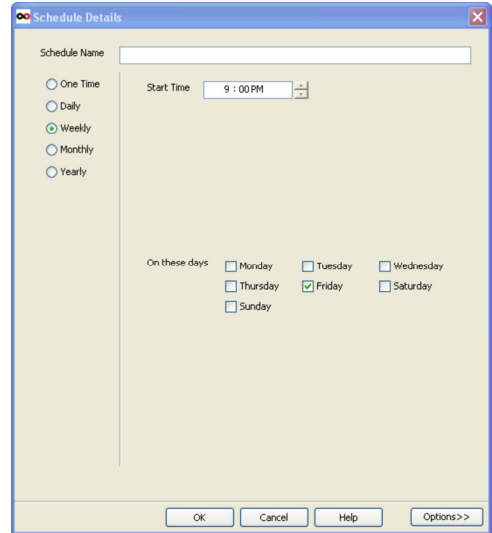 Schedule Details
Schedule Name
One Time
Start Time 9 : 00 PM
Daily
Weekly
Monthly
Yearly
On these days Monday Tuesday Wednesday
Thursday Friday Saturday
Sunday
OK Cancel Help Options>>